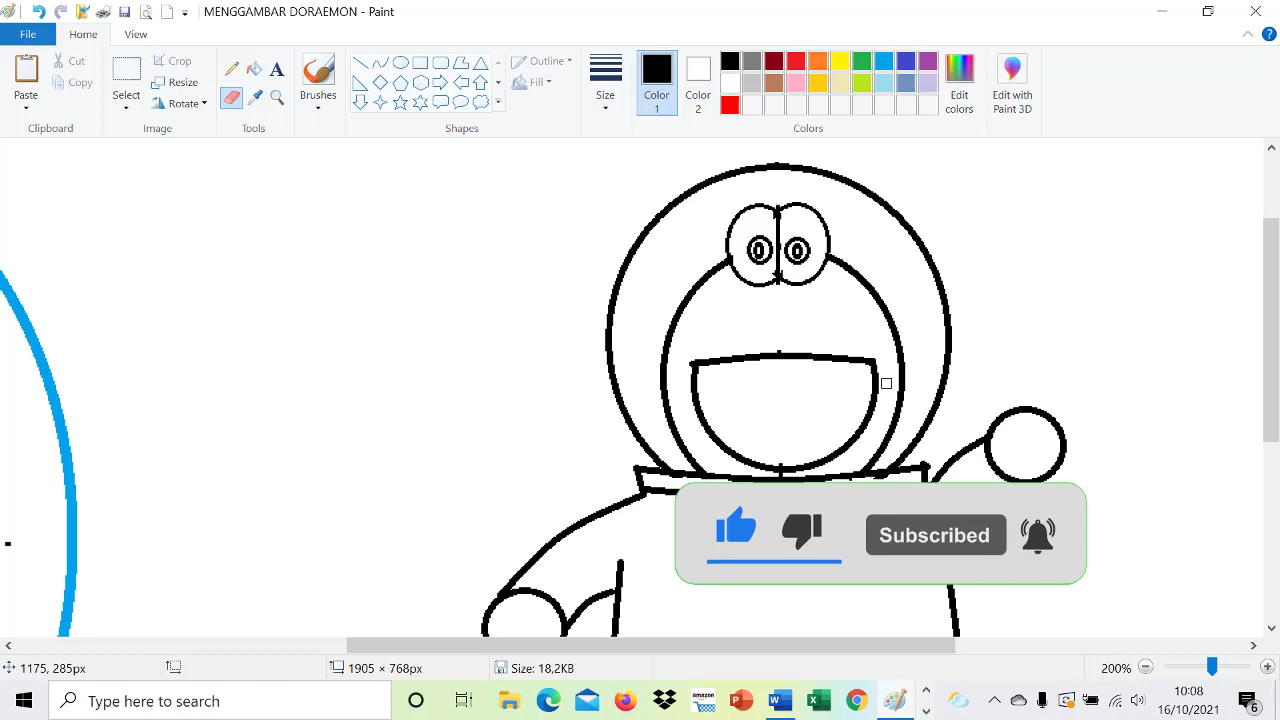 MENGGAMBAR DORAEMON - Paint
File
Home
View
Paste
Cut
Copy
Clipboard
Select
Crop
Resize
Rotate
Image
A
Tools
Brushes
Outline
Fill
Shapes
Size
Color 1
Color 2
Edit colors
Colors
Edit with Paint 3D
Subscribed
1175, 285px
1905 × 768px
Size: 18.2KB
200%
Type here to search
amazon
10:08
16/10/2021
6